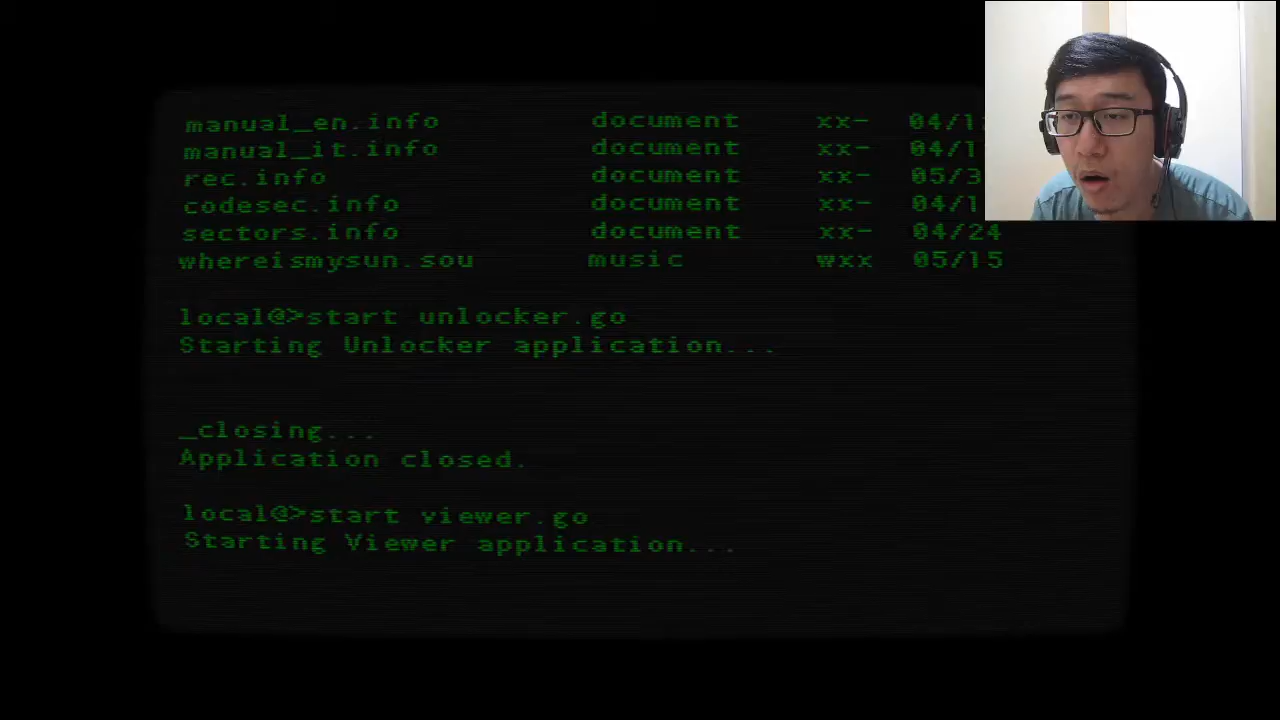 manual_en.info document xx- 04/1
manual_it.info document xx- 04/1
rec.info document xx- 05/3
codesec.info document xx- 04/1
sectors.info document xx- 04/24
whereismysun.sou music wxx 05/15
local@>start unlocker.go
Starting Unlocker application...
_closing...
Application closed.
local@>start viewer.go
Starting Viewer application...